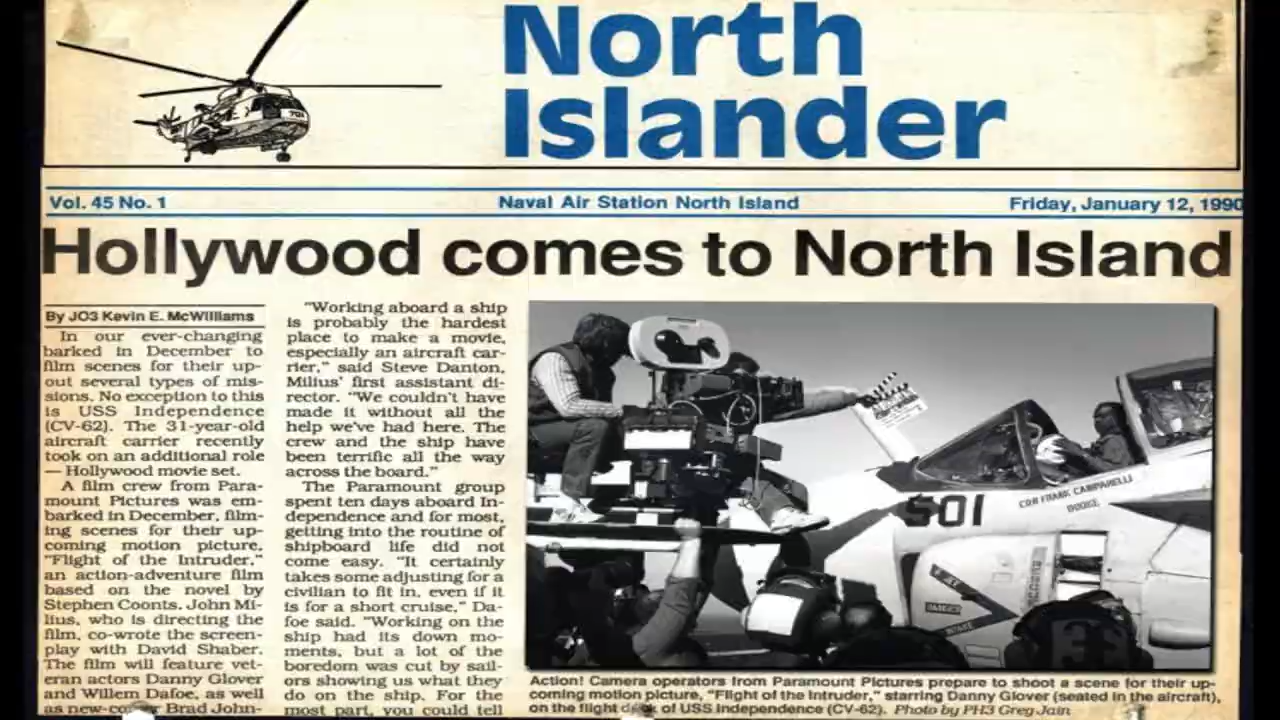 North
Islander
Vol. 45 No. 1
Naval Air Station North Island
Friday, January 12, 1990
Hollywood comes to North Island
By JO3 Kevin E. McWilliams
In our ever-changing
barked in December to
film scenes for their up-
out several types of mis-
sions. No exception to this
is USS Independence
(CV-62). The 31-year-old
aircraft carrier recently
took on an additional role
— Hollywood movie set.
A film crew from Para-
mount Pictures was em-
barked in December, film-
ing scenes for their up-
coming motion picture,
"Flight of the Intruder,"
an action-adventure film
based on the novel by
Stephen Coonts. John Mi-
lius, who is directing the
film, co-wrote the screen-
play with David Shaber.
The film will feature vet-
eran actors Danny Glover
and Willem Dafoe, as well
as new-comer Brad John-
"Working aboard a ship
is probably the hardest
place to make a movie,
especially an aircraft car-
rier," said Steve Danton,
Milius' first assistant di-
rector. "We couldn't have
made it without all the
help we've had here. The
crew and the ship have
been terrific all the way
across the board."
The Paramount group
spent ten days aboard In-
dependence and for most,
getting into the routine of
shipboard life did not
come easy. "It certainly
takes some adjusting for a
civilian to fit in, even if it
is for a short cruise," Da-
foe said. "Working on the
ship had its down mo-
ments, but a lot of the
boredom was cut by sail-
ors showing us what they
do on the ship. For the
most part, you could tell
501
CDR FRANK CAMPARELLI
DANGER
INTAKE
33
Action! Camera operators from Paramount Pictures prepare to shoot a scene for their up-
coming motion picture, "Flight of the Intruder," starring Danny Glover (seated in the aircraft),
on the flight deck of USS Independence (CV-62). Photo by PH3 Greg Jain